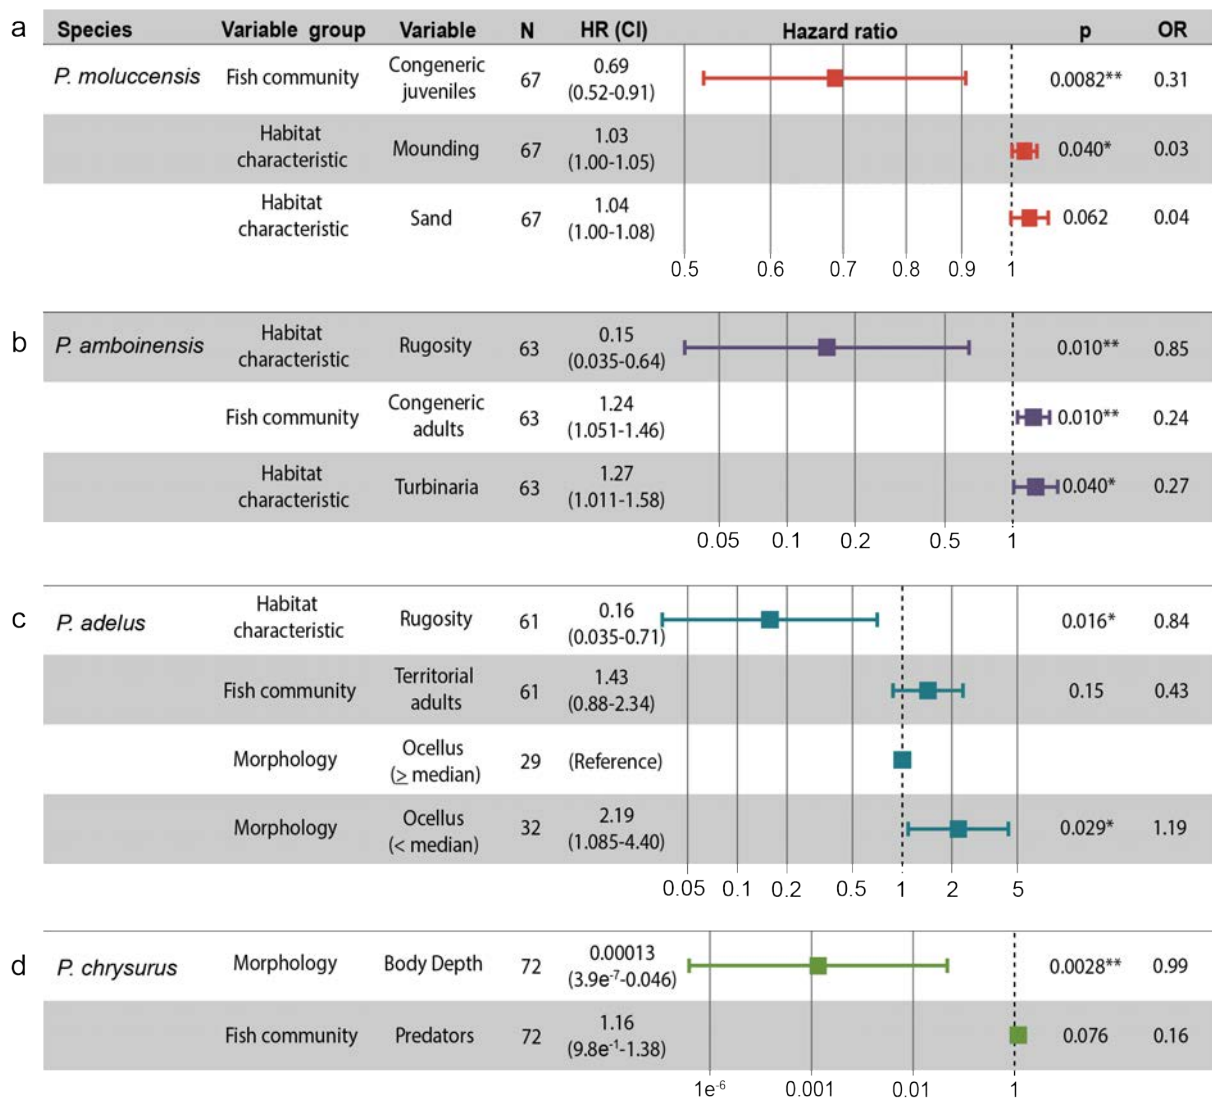 a
Species Variable group Variable N HR (CI) Hazard ratio p OR
P. moluccensis Fish community Congeneric juveniles 67 0.69 (0.52-0.91) 0.0082** 0.31
Habitat characteristic Mounding 67 1.03 (1.00-1.05) 0.040* 0.03
Habitat characteristic Sand 67 1.04 (1.00-1.08) 0.062 0.04
0.5 0.6 0.7 0.8 0.9 1
b
P. amboinensis Habitat characteristic Rugosity 63 0.15 (0.035-0.64) 0.010** 0.85
Fish community Congeneric adults 63 1.24 (1.051-1.46) 0.010** 0.24
Habitat characteristic Turbinaria 63 1.27 (1.011-1.58) 0.040* 0.27
0.05 0.1 0.2 0.5 1
c
P. adelus Habitat characteristic Rugosity 61 0.16 (0.035-0.71) 0.016* 0.84
Fish community Territorial adults 61 1.43 (0.88-2.34) 0.15 0.43
Morphology Ocellus (≥ median) 29 (Reference)
Morphology Ocellus (< median) 32 2.19 (1.085-4.40) 0.029* 1.19
0.05 0.1 0.2 0.5 1 2 5
d
P. chrysurus Morphology Body Depth 72 0.00013 (3.9e⁻⁷-0.046) 0.0028** 0.99
Fish community Predators 72 1.16 (9.8e⁻¹-1.38) 0.076 0.16
1e⁻⁶ 0.001 0.01 1